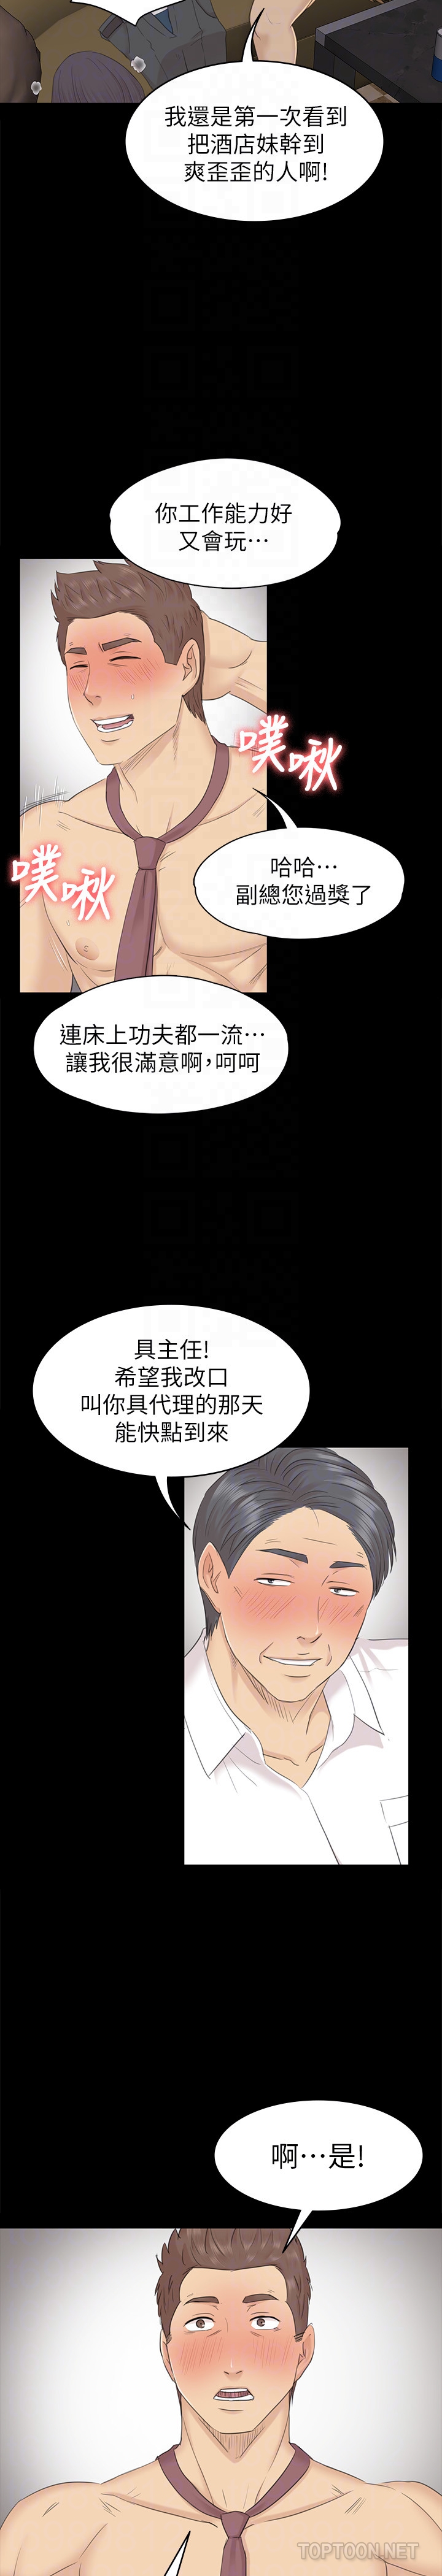 我還是第一次看到
把酒店妹幹到
爽歪歪的人啊!
你工作能力好
又會玩…
噗啾
哈哈…
副總您過獎了
噗啾
連床上功夫都一流…
讓我很滿意啊,呵呵
具主任!
希望我改口
叫你具代理的那天
能快點到來
啊…是!
TOPTOON.NET